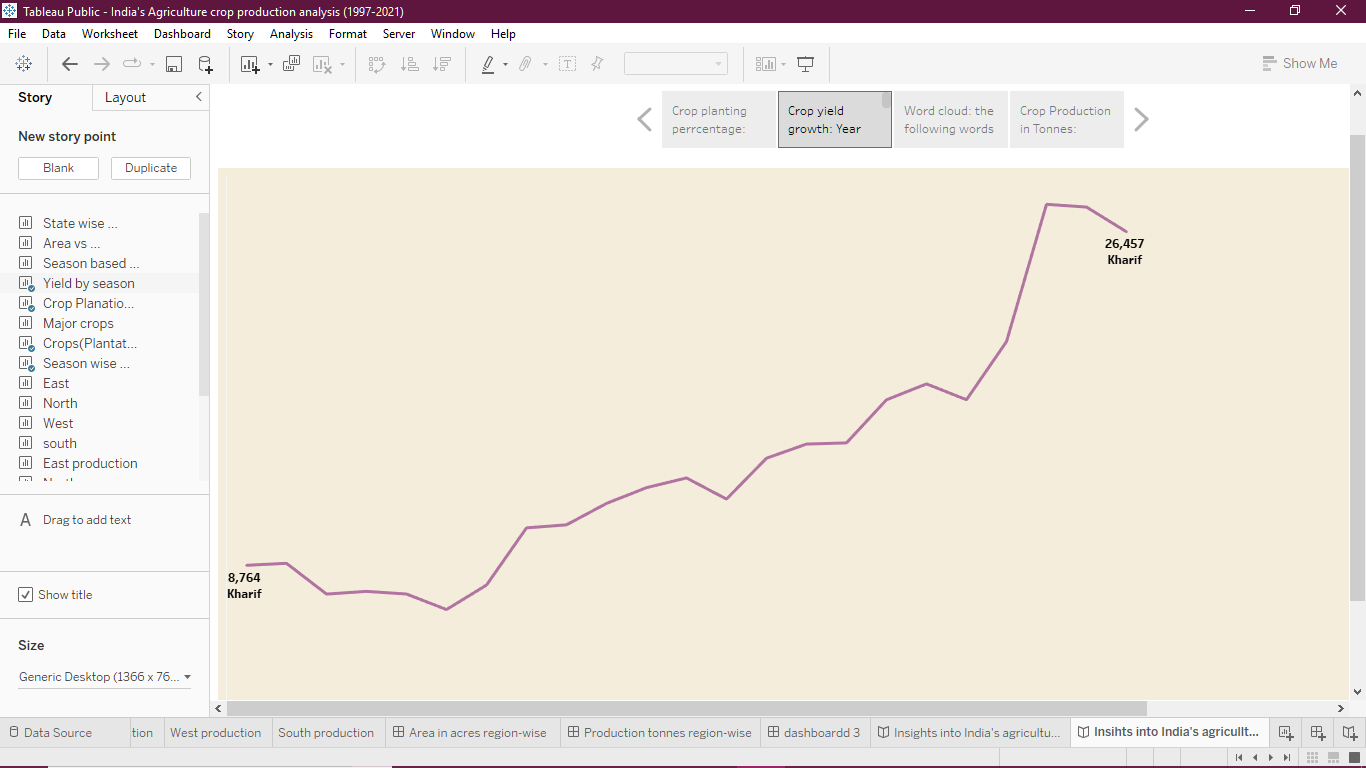 Tableau Public - India's Agriculture crop production analysis (1997-2021)
File Data Worksheet Dashboard Story Analysis Format Server Window Help
Show Me
Story Layout
New story point
Blank Duplicate
State wise ...
Area vs ...
Season based ...
Yield by season
Crop Planatio...
Major crops
Crops(Plantat...
Season wise ...
East
North
West
south
East production
A Drag to add text
Show title
Size
Generic Desktop (1366 x 76...
Crop planting
perrcentage:
Crop yield
growth: Year
Word cloud: the
following words
Crop Production
in Tonnes:
26,457
Kharif
8,764
Kharif
Data Source tion West production South production Area in acres region-wise Production tonnes region-wise dashboardd 3 Insights into India's agricultu... Insihts into India's agricullt...